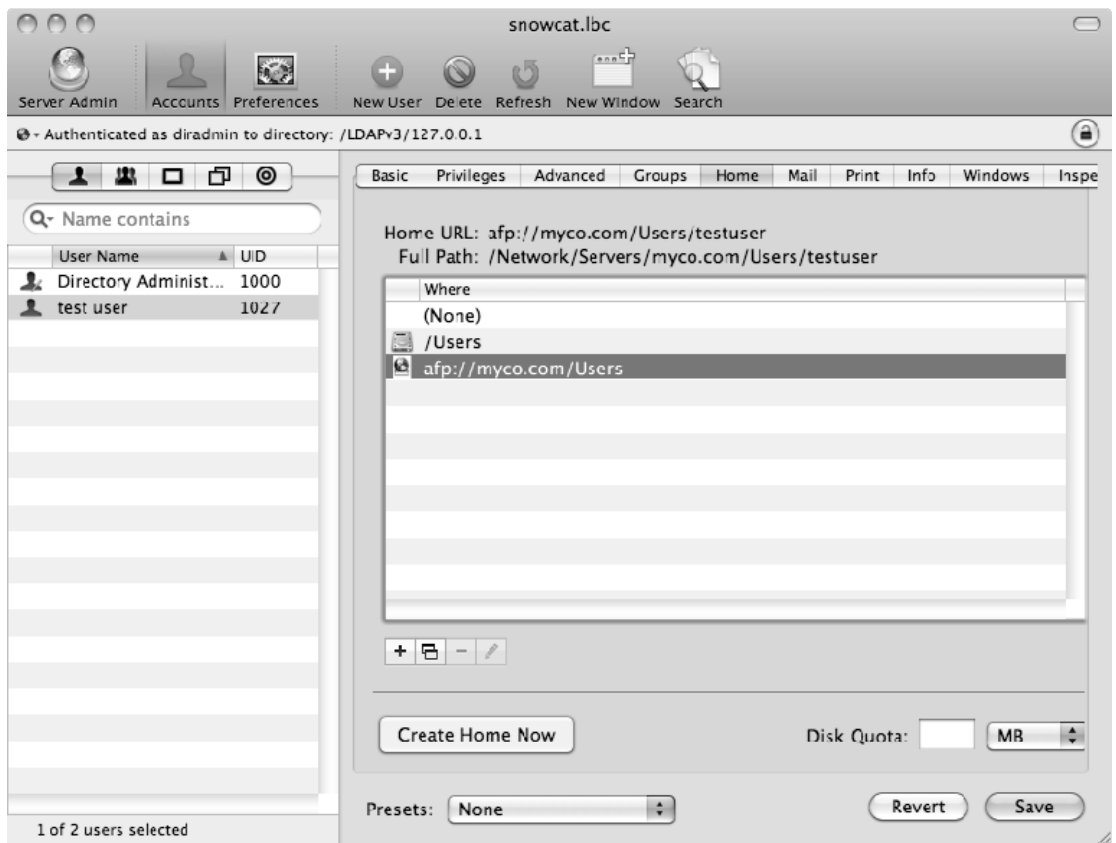 snowcat.lbc
Server Admin Accounts Preferences New User Delete Refresh New Window Search
Authenticated as diradmin to directory: /LDAPv3/127.0.0.1
Basic Privileges Advanced Groups Home Mail Print Info Windows Inspe
Name contains
User Name UID
Directory Administ... 1000
test user 1027
Home URL: afp://myco.com/Users/testuser
Full Path: /Network/Servers/myco.com/Users/testuser
Where
(None)
/Users
afp://myco.com/Users
Create Home Now
Disk Quota: MB
Presets: None
Revert Save
1 of 2 users selected